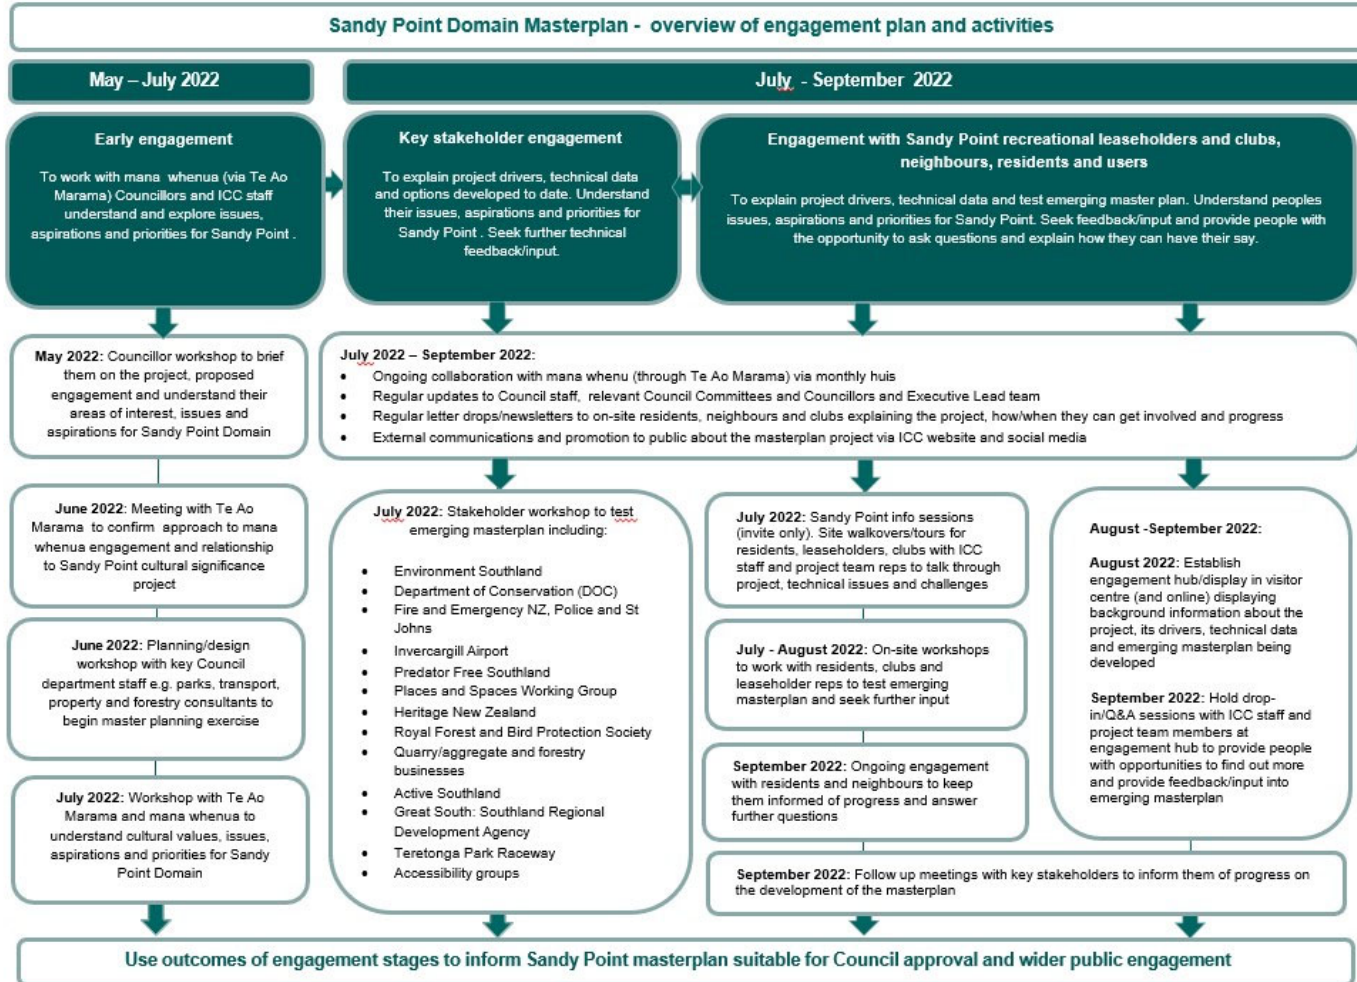 Sandy Point Domain Masterplan - overview of engagement plan and activities
May – July 2022
July - September 2022
Early engagement
To work with mana whenua (via Te Ao
Marama) Councillors and ICC staff
understand and explore issues,
aspirations and priorities for Sandy Point .
Key stakeholder engagement
To explain project drivers, technical data
and options developed to date. Understand
their issues, aspirations and priorities for
Sandy Point . Seek further technical
feedback/input.
Engagement with Sandy Point recreational leaseholders and clubs,
neighbours, residents and users
To explain project drivers, technical data and test emerging master plan. Understand peoples
issues, aspirations and priorities for Sandy Point. Seek feedback/input and provide people with
the opportunity to ask questions and explain how they can have their say.
May 2022: Councillor workshop to brief
them on the project, proposed
engagement and understand their
areas of interest, issues and
aspirations for Sandy Point Domain
June 2022: Meeting with Te Ao
Marama to confirm approach to mana
whenua engagement and relationship
to Sandy Point cultural significance
project
June 2022: Planning/design
workshop with key Council
department staff e.g. parks, transport,
property and forestry consultants to
begin master planning exercise
July 2022: Workshop with Te Ao
Marama and mana whenua to
understand cultural values, issues,
aspirations and priorities for Sandy
Point Domain
July 2022 – September 2022:
• Ongoing collaboration with mana whenu (through Te Ao Marama) via monthly huis
• Regular updates to Council staff, relevant Council Committees and Councillors and Executive Lead team
• Regular letter drops/newsletters to on-site residents, neighbours and clubs explaining the project, how/when they can get involved and progress
• External communications and promotion to public about the masterplan project via ICC website and social media
July 2022: Stakeholder workshop to test
emerging masterplan including:
• Environment Southland
• Department of Conservation (DOC)
• Fire and Emergency NZ, Police and St
Johns
• Invercargill Airport
• Predator Free Southland
• Places and Spaces Working Group
• Heritage New Zealand
• Royal Forest and Bird Protection Society
• Quarry/aggregate and forestry
businesses
• Active Southland
• Great South: Southland Regional
Development Agency
• Teretonga Park Raceway
• Accessibility groups
July 2022: Sandy Point info sessions
(invite only). Site walkovers/tours for
residents, leaseholders, clubs with ICC
staff and project team reps to talk through
project, technical issues and challenges
July - August 2022: On-site workshops
to work with residents, clubs and
leaseholder reps to test emerging
masterplan and seek further input
September 2022: Ongoing engagement
with residents and neighbours to keep
them informed of progress and answer
further questions
August -September 2022:
August 2022: Establish
engagement hub/display in visitor
centre (and online) displaying
background information about the
project, its drivers, technical data
and emerging masterplan being
developed
September 2022: Hold drop-
in/Q&A sessions with ICC staff and
project team members at
engagement hub to provide people
with opportunities to find out more
and provide feedback/input into
emerging masterplan
September 2022: Follow up meetings with key stakeholders to inform them of progress on
the development of the masterplan
Use outcomes of engagement stages to inform Sandy Point masterplan suitable for Council approval and wider public engagement